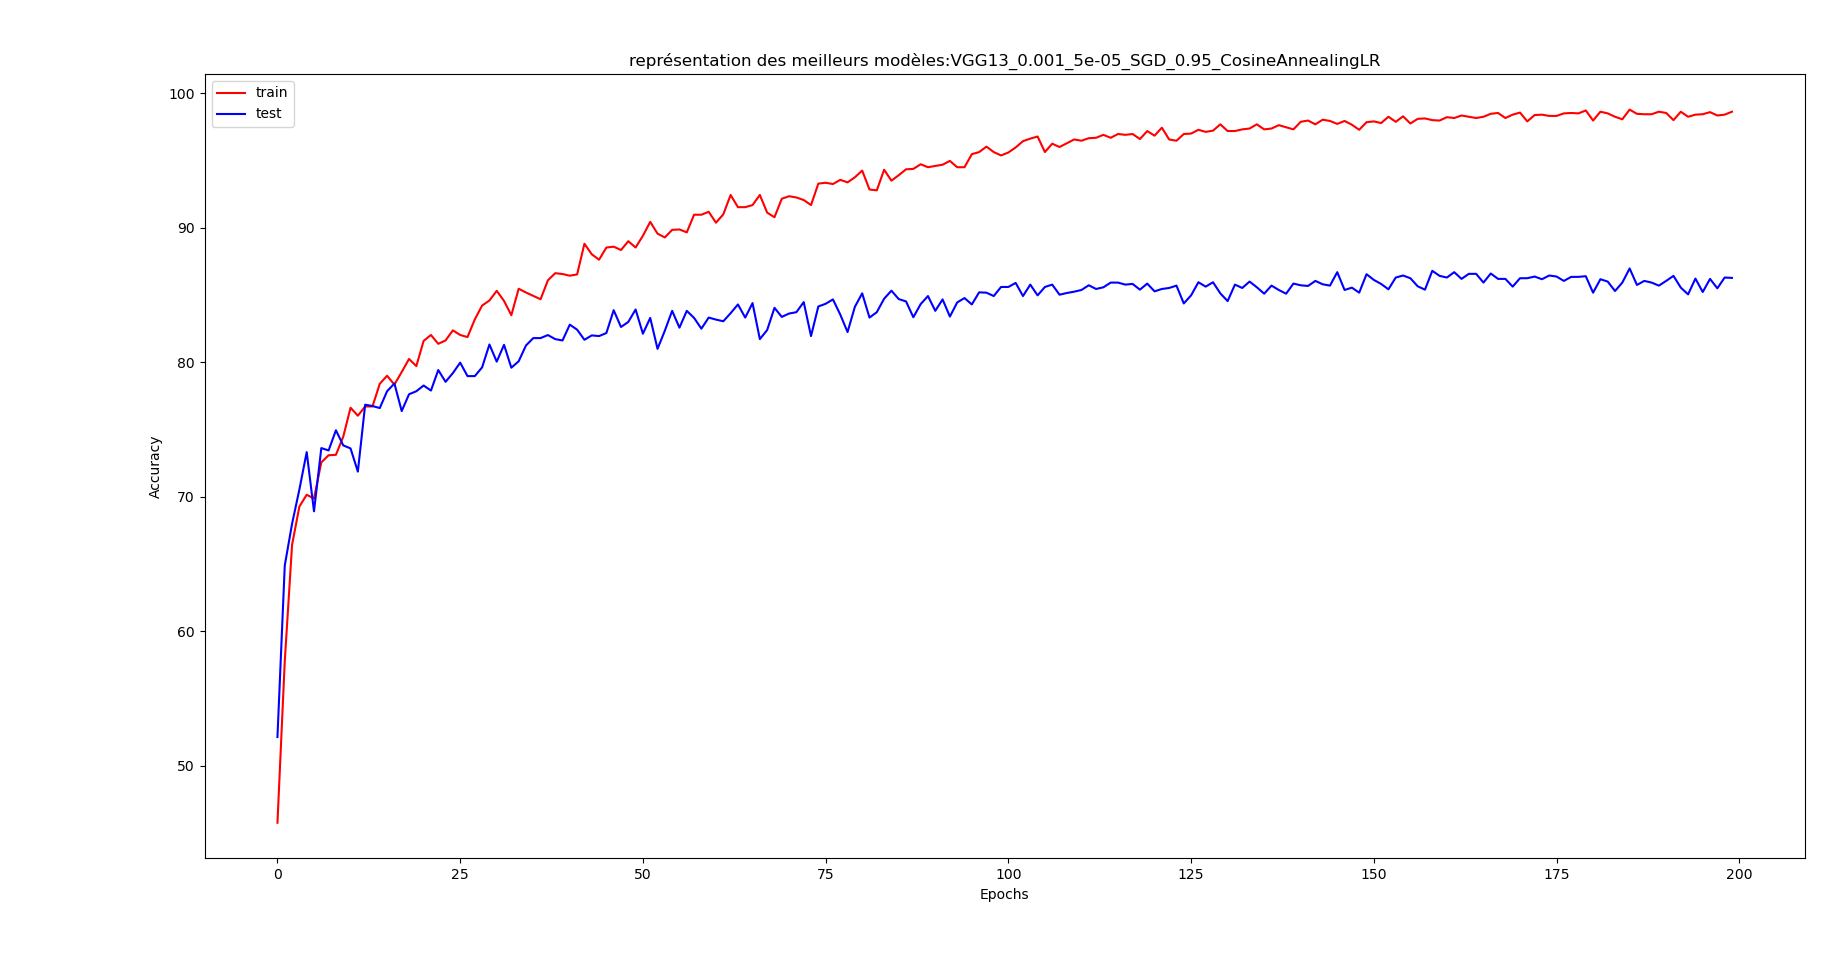 représentation des meilleurs modèles:VGG13_0.001_5e-05_SGD_0.95_CosineAnnealingLR
train
test
100
90
80
70
60
50
Accuracy
0 25 50 75 100 125 150 175 200
Epochs